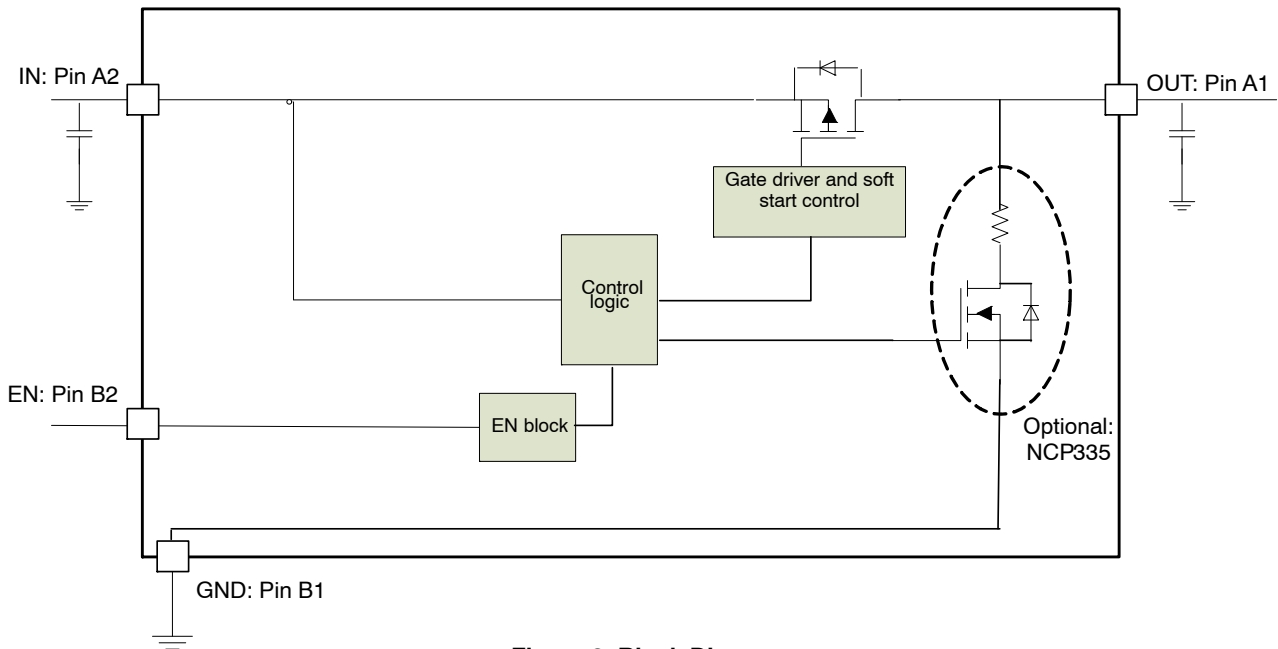 IN: Pin A2
OUT: Pin A1
Gate driver and soft
start control
Control
logic
EN: Pin B2
EN block
Optional:
NCP335
GND: Pin B1